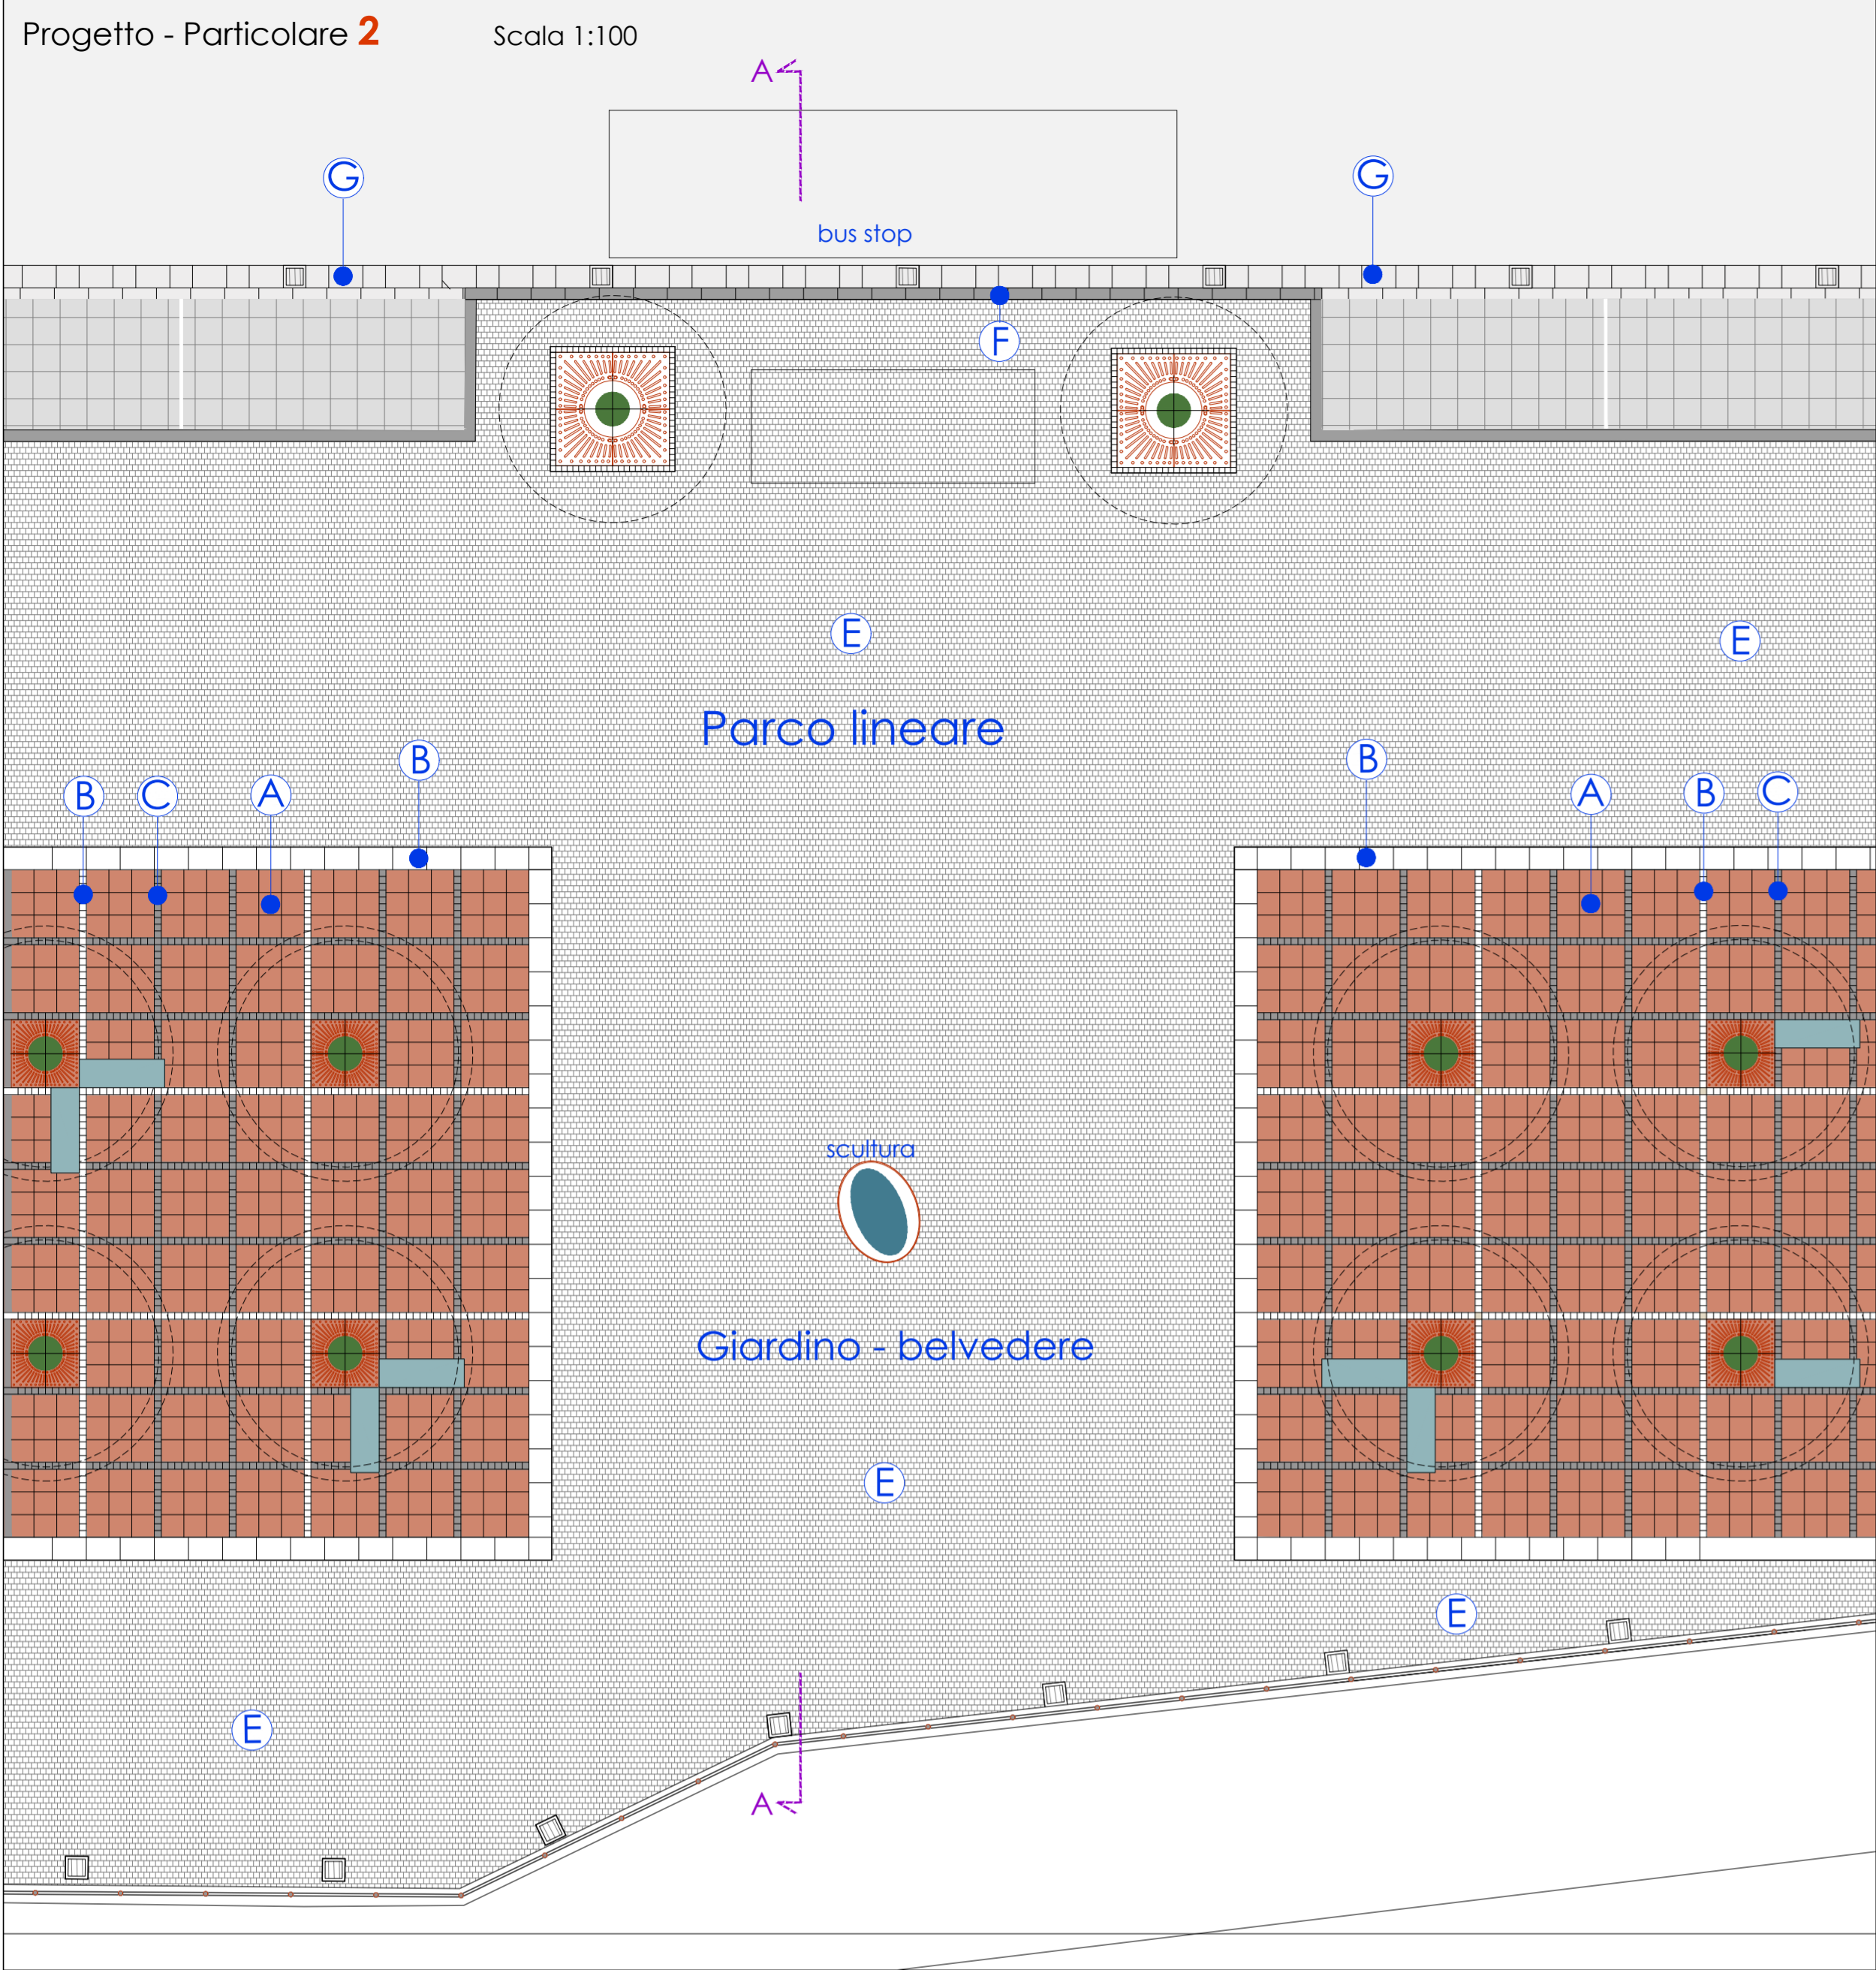 Progetto - Particolare 2 Scala 1:100
A
G G
bus stop
F
E E
Parco lineare
B B
B C A A B C
scultura
Giardino - belvedere
E
E
E
A